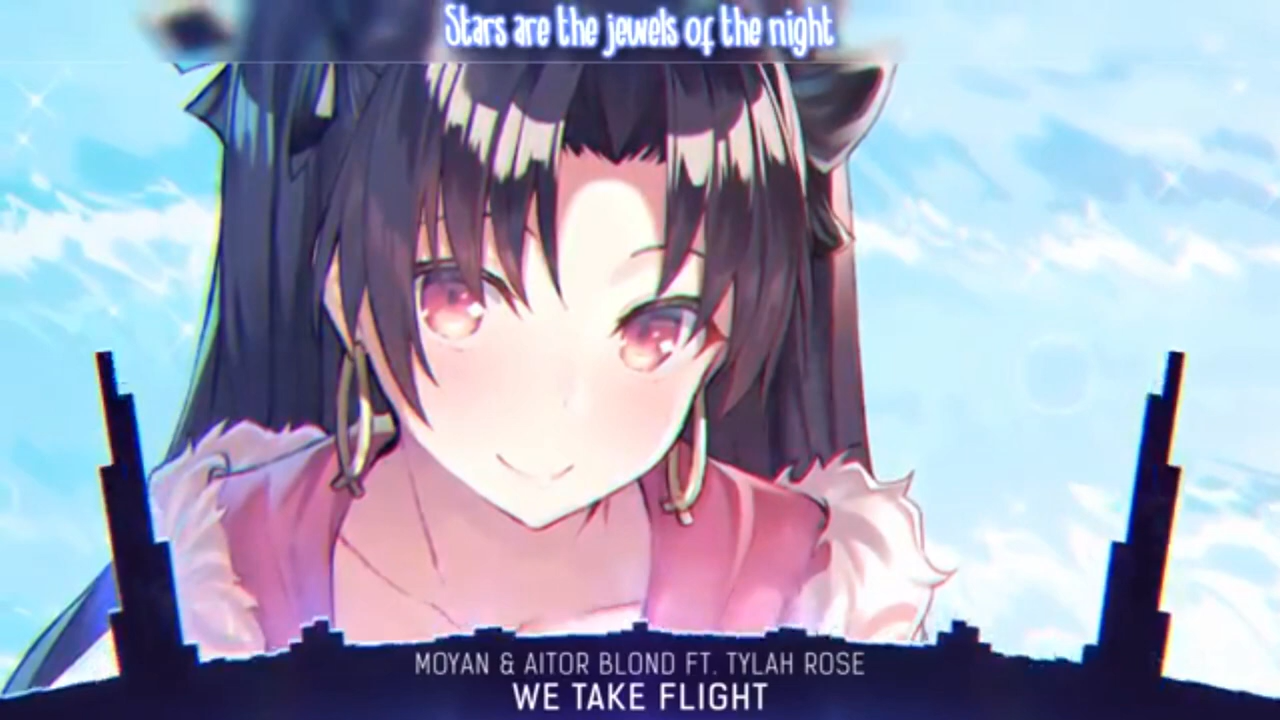 Stars are the jewels of the night
MOYAN & AITOR BLOND FT. TYLAH ROSE
WE TAKE FLIGHT